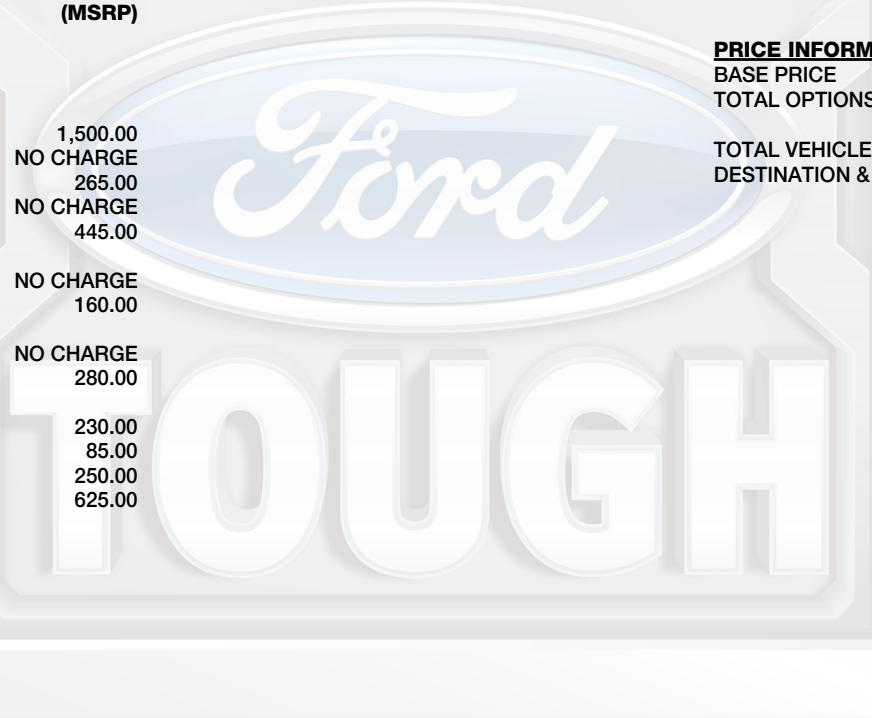 (MSRP)
1,500.00
NO CHARGE
265.00
NO CHARGE
445.00
NO CHARGE
160.00
NO CHARGE
280.00
230.00
85.00
250.00
625.00
PRICE INFORM
BASE PRICE
TOTAL OPTIONS
TOTAL VEHICLE
DESTINATION &
Ford
TOUGH